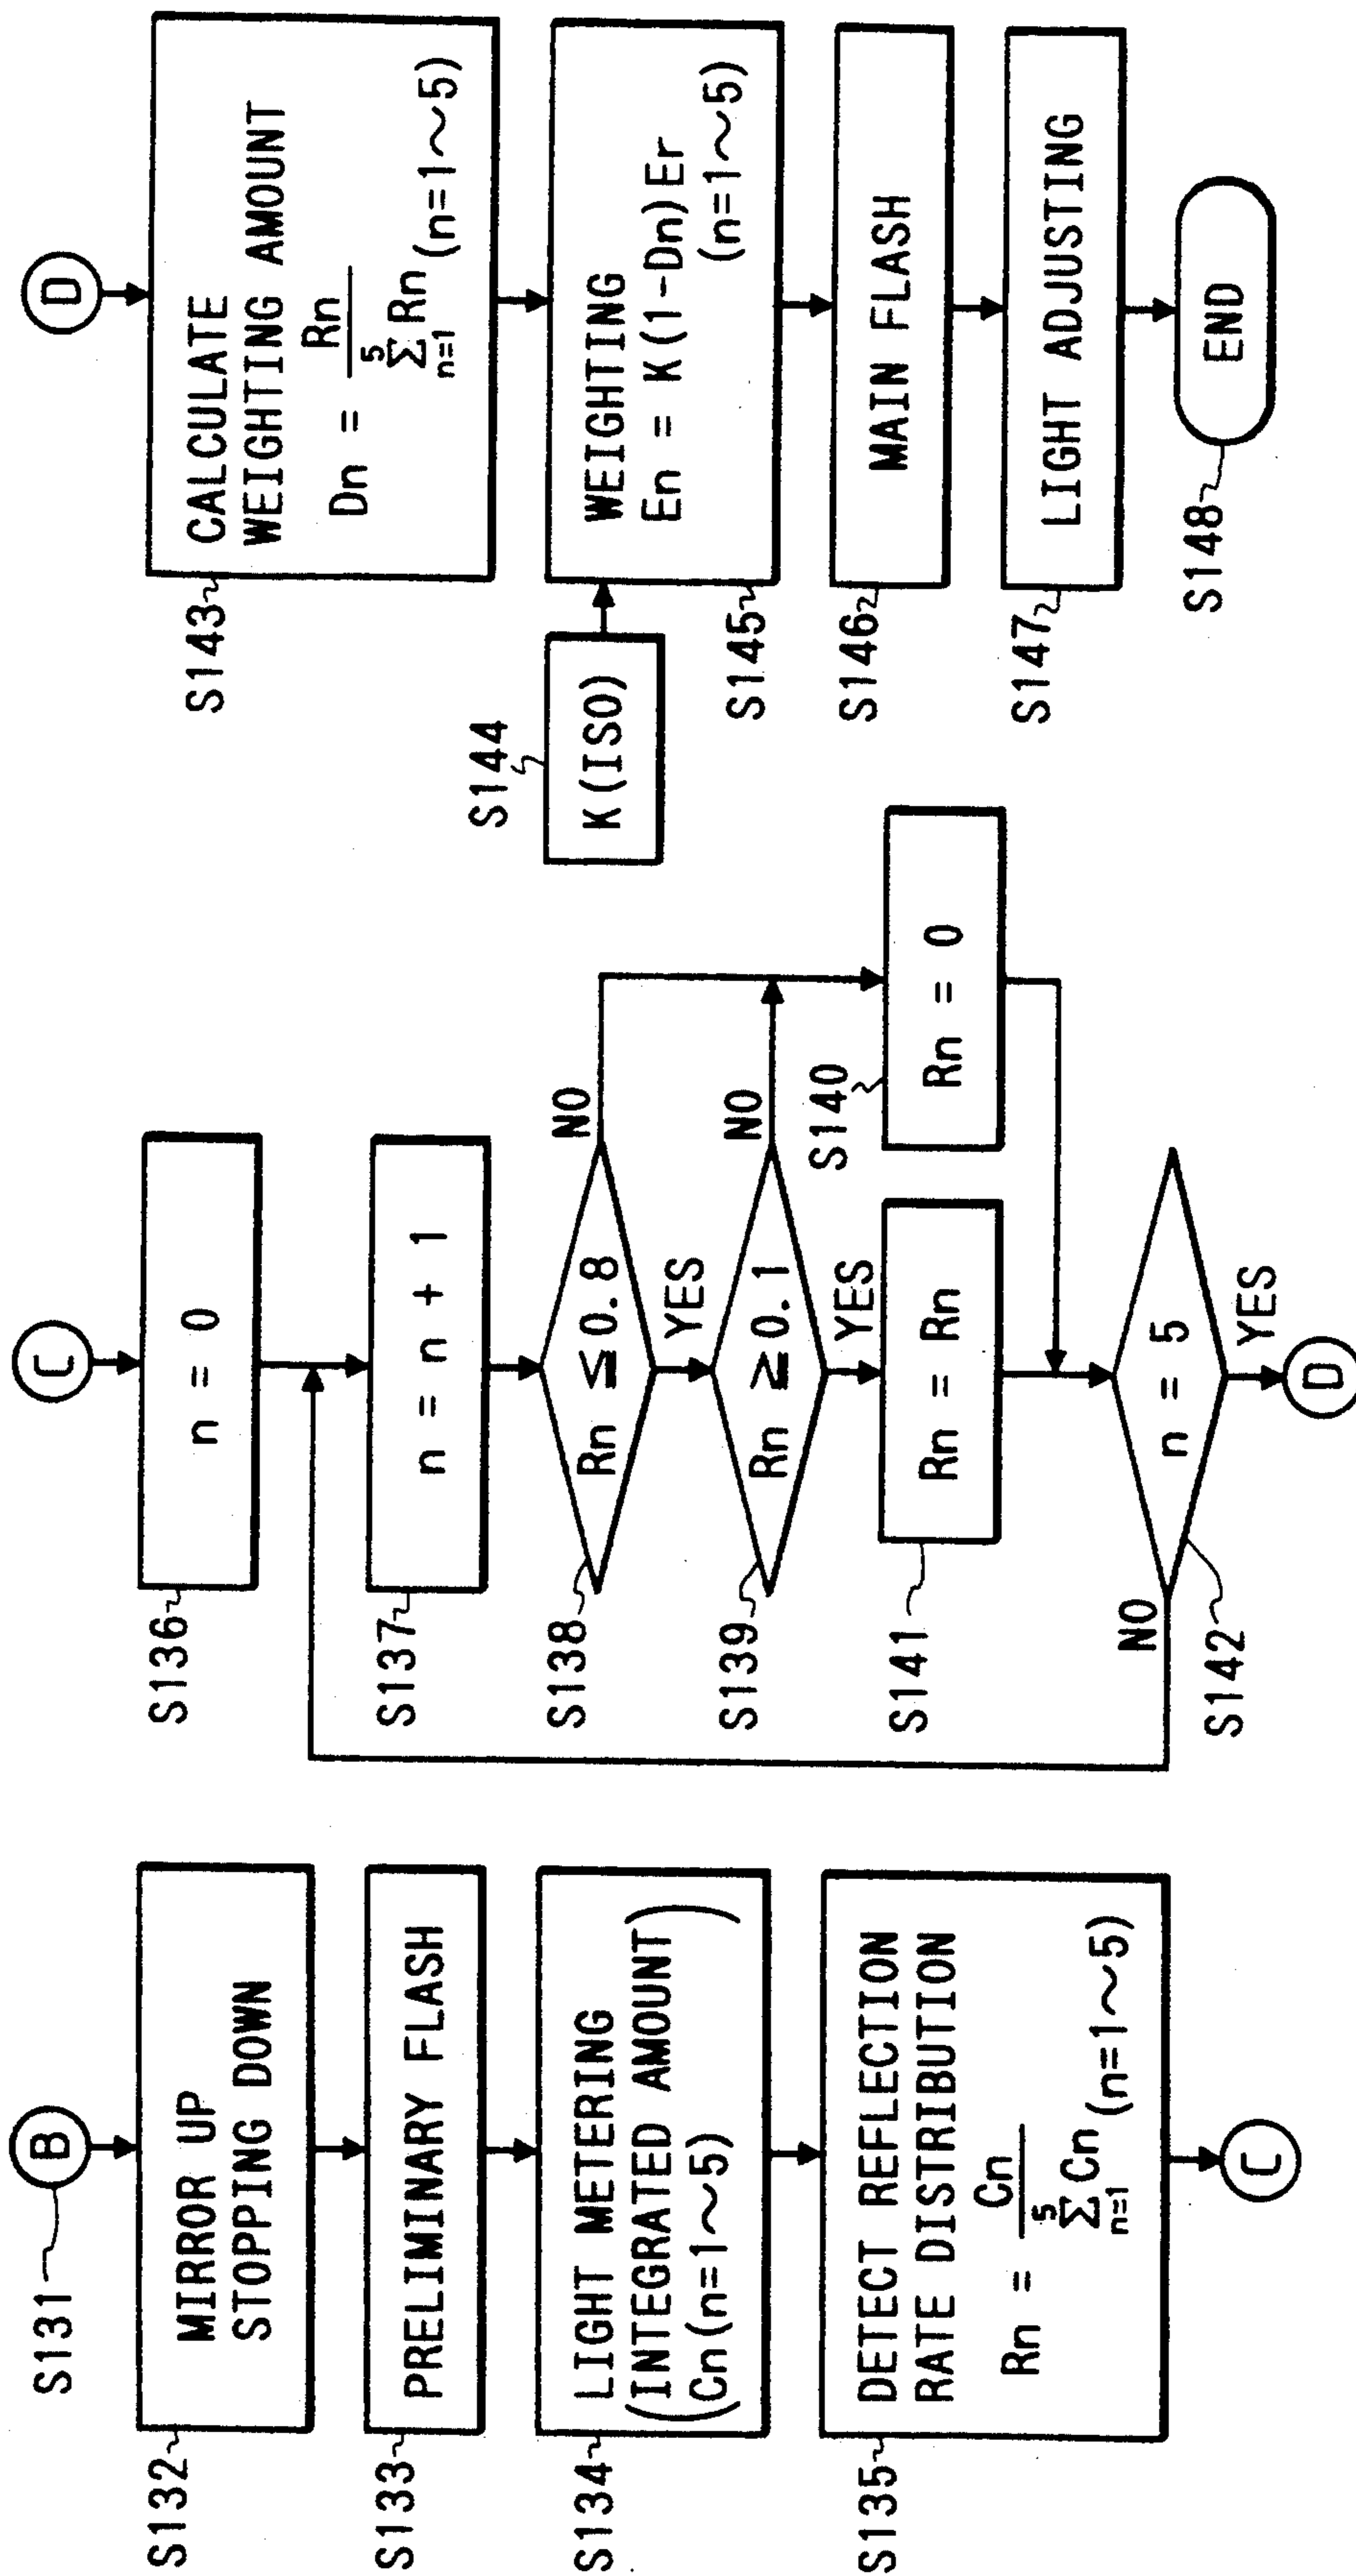 B
S131
MIRROR UP
STOPPING DOWN
S132
PRELIMINARY FLASH
S133
LIGHT METERING
(INTEGRATED AMOUNT)
(Cn(n=1~5))
S134
DETECT REFLECTION
RATE DISTRIBUTION
Rn = Cn / 5 Σ n=1 Cn (n=1~5)
S135
C
C
n = 0
S136
n = n + 1
S137
Rn ≦ 0.8
S138
NO
YES
Rn ≧ 0.1
S139
NO
YES
Rn = Rn
S141
Rn = 0
S140
n = 5
S142
NO
YES
D
D
CALCULATE
WEIGHTING AMOUNT
Dn = Rn / 5 Σ n=1 Rn (n=1~5)
S143
K(ISO)
S144
WEIGHTING
En = K(1-Dn)Er
(n=1~5)
S145
MAIN FLASH
S146
LIGHT ADJUSTING
S147
END
S148